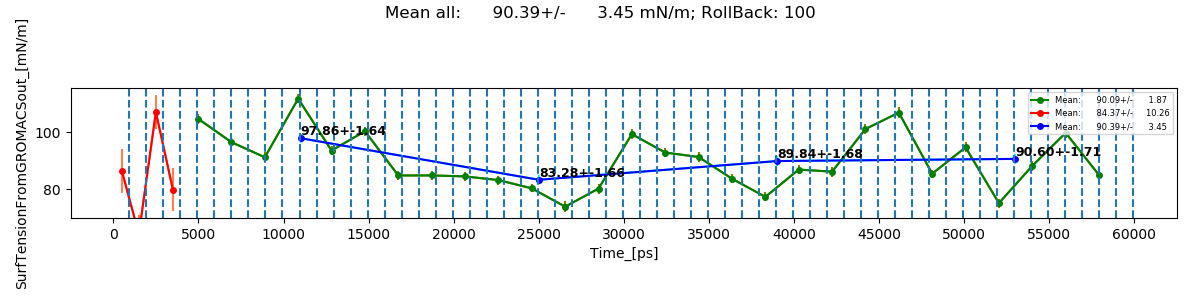 Mean all: 90.39+/- 3.45 mN/m; RollBack: 100
SurfTensionFromGROMACSout_[mN/m]
100
80
97.86+-1.64
83.28+-1.66
89.84+-1.68
90.60+-1.71
Mean: 90.09+/- 1.87
Mean: 84.37+/- 10.26
Mean: 90.39+/- 3.45
0 5000 10000 15000 20000 25000 30000 35000 40000 45000 50000 55000 60000
Time_[ps]